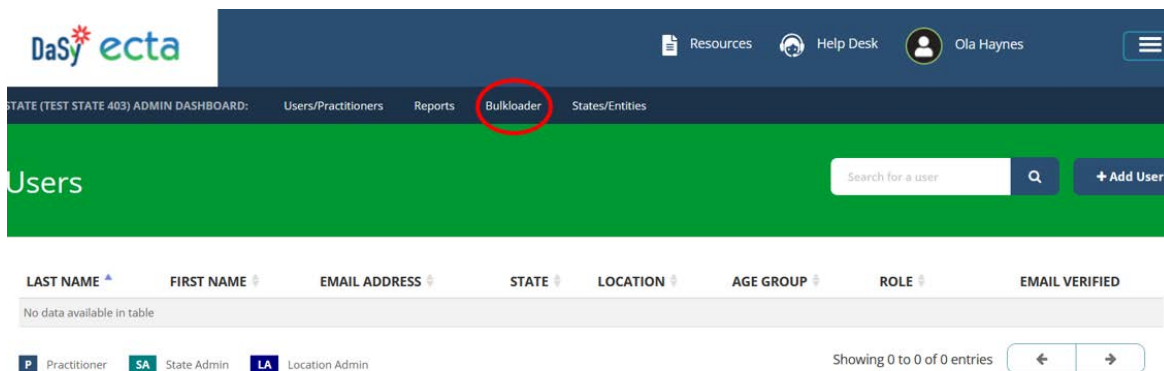 DaSy ecta
Resources Help Desk Ola Haynes
STATE (TEST STATE 403) ADMIN DASHBOARD: Users/Practitioners Reports Bulkloader States/Entities
Users
Search for a user
+ Add User
LAST NAME FIRST NAME EMAIL ADDRESS STATE LOCATION AGE GROUP ROLE EMAIL VERIFIED
No data available in table
P Practitioner SA State Admin LA Location Admin
Showing 0 to 0 of 0 entries